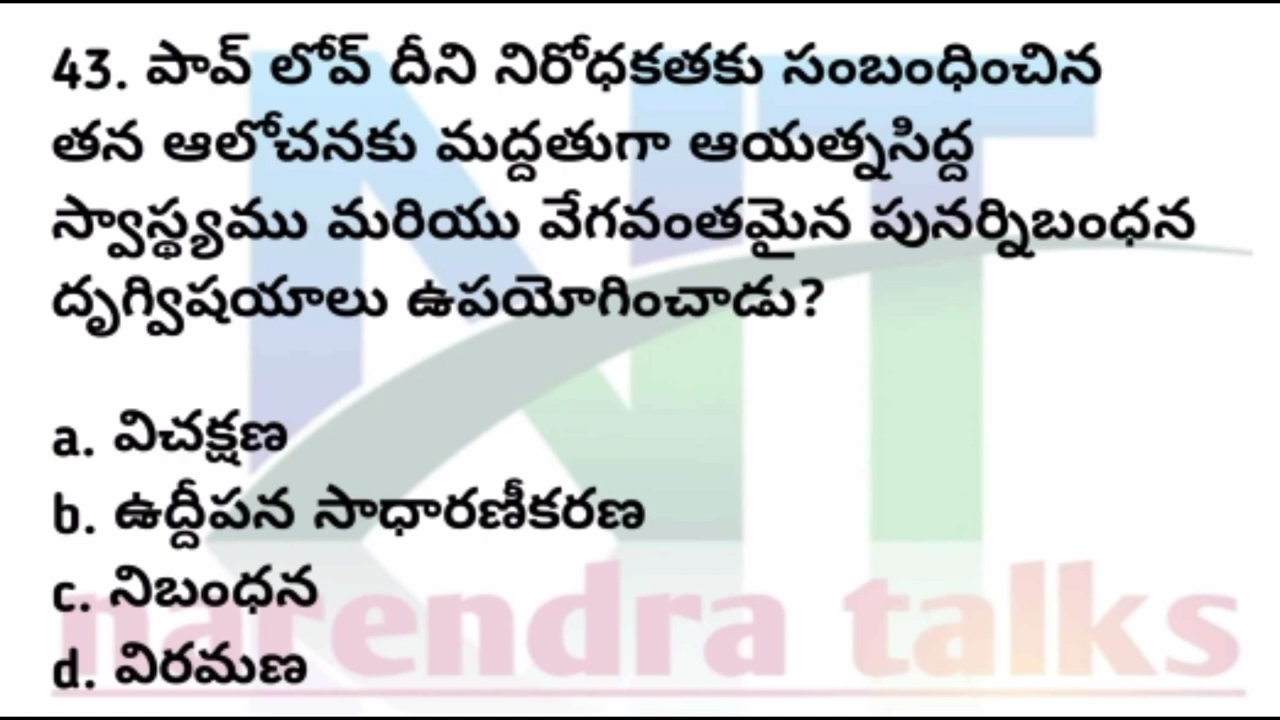 43. పావ్ లోవ్ దీని నిరోధకతకు సంబంధించిన
తన ఆలోచనకు మద్దతుగా ఆయత్నసిద్ద
స్వాస్థ్యము మరియు వేగవంతమైన పునర్నిబంధన
దృగ్విషయాలు ఉపయోగించాడు?
a. విచక్షణ
b. ఉద్దీపన సాధారణీకరణ
c. నిబంధన
d. విరమణ
NT
narendra talks